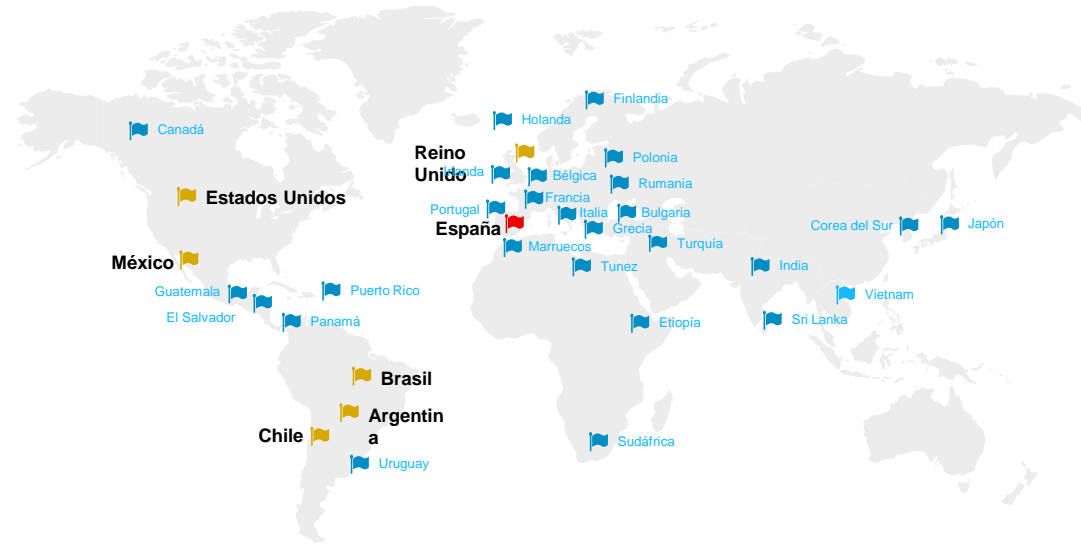 Finlandia
Holanda
Canadá
Reino
Unido
Irlanda
Polonia
Bélgica
Rumania
Estados Unidos
Francia
Portugal
Italia
Bulgaria
España
Grecia
Corea del Sur
Japón
Marruecos
Turquía
México
Tunez
India
Guatemala
Puerto Rico
Vietnam
El Salvador
Panamá
Etiopía
Sri Lanka
Brasil
Argentin
a
Chile
Sudáfrica
Uruguay